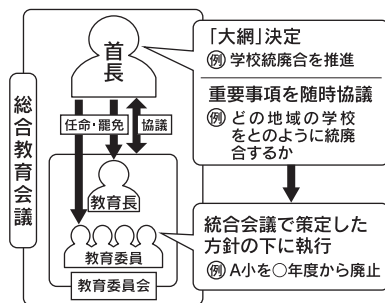 首長
「大網」決定
例 学校統廃合を推進
重要事項を随時協議
例 どの地域の学校
をとのように統廃
合するか
総合教育会議
任命・罷免
協議
教育長
教育委員
教育委員会
統合会議で策定した
方針の下に執行
例 A小を○年度から廃止